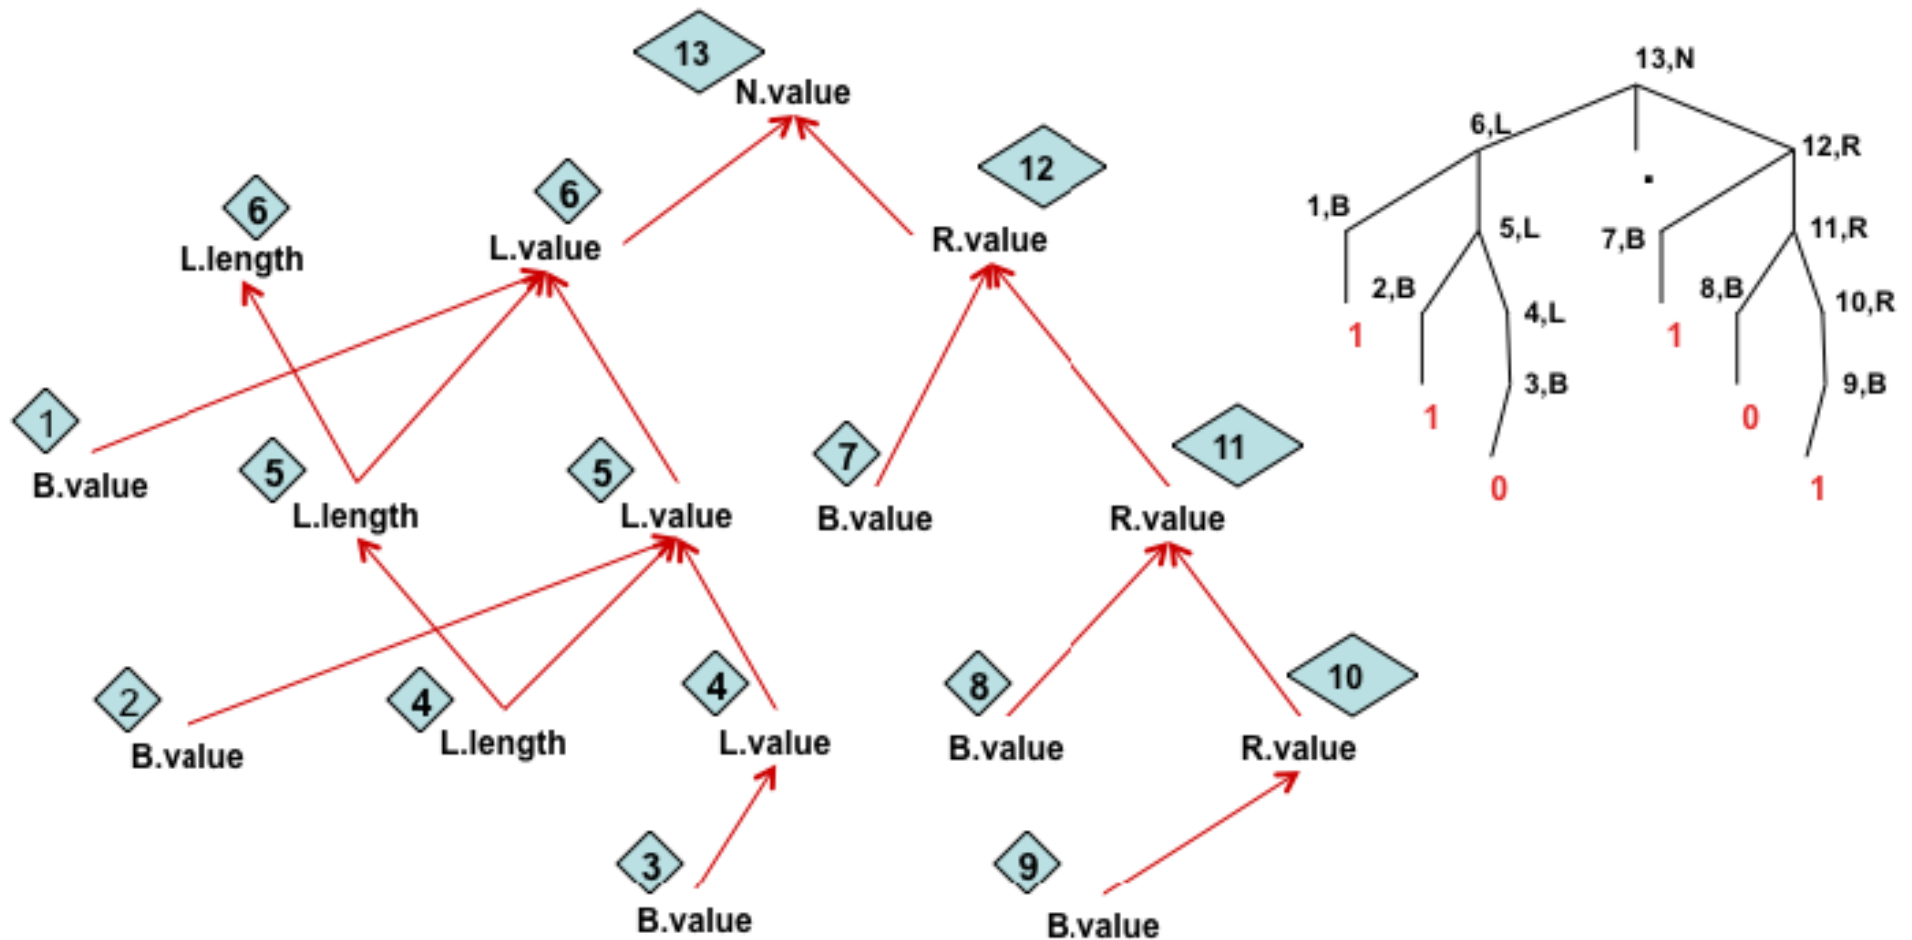 13
N.value
13,N
6
L.length
6
L.value
12
R.value
6,L
12,R
.
1,B
5,L
7,B
11,R
2,B
4,L
8,B
10,R
1
3,B
1
9,B
1
0
0
1
1
B.value
5
L.length
5
L.value
7
B.value
11
R.value
2
B.value
4
L.length
4
L.value
8
B.value
10
R.value
3
B.value
9
B.value